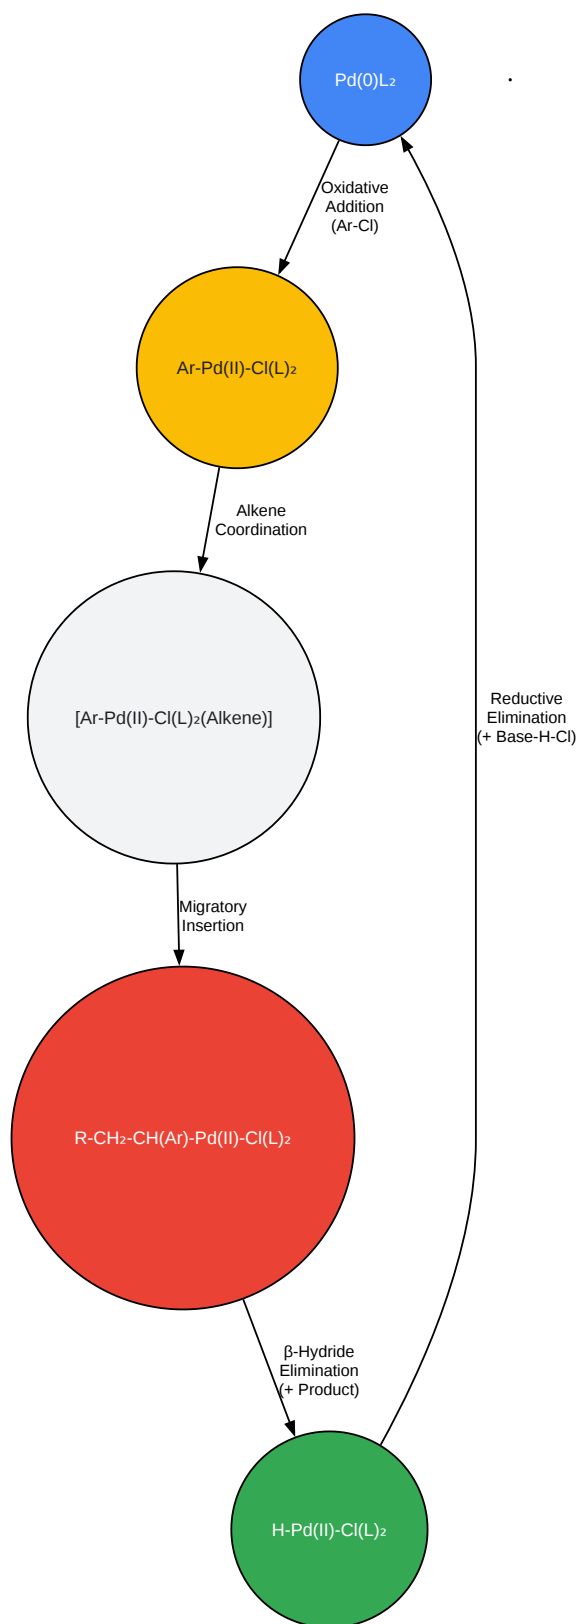 Pd(0)L₂
.
Oxidative
Addition
(Ar-Cl)
Ar-Pd(II)-Cl(L)₂
Alkene
Coordination
[Ar-Pd(II)-Cl(L)₂(Alkene)]
Reductive
Elimination
(+ Base-H-Cl)
Migratory
Insertion
R-CH₂-CH(Ar)-Pd(II)-Cl(L)₂
β-Hydride
Elimination
(+ Product)
H-Pd(II)-Cl(L)₂